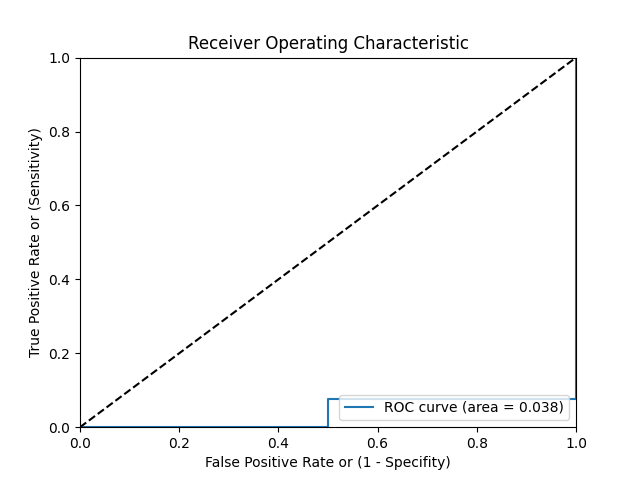 Receiver Operating Characteristic
1.0
0.8
0.6
0.4
0.2
0.0
True Positive Rate or (Sensitivity)
ROC curve (area = 0.038)
0.0 0.2 0.4 0.6 0.8 1.0
False Positive Rate or (1 - Specifity)